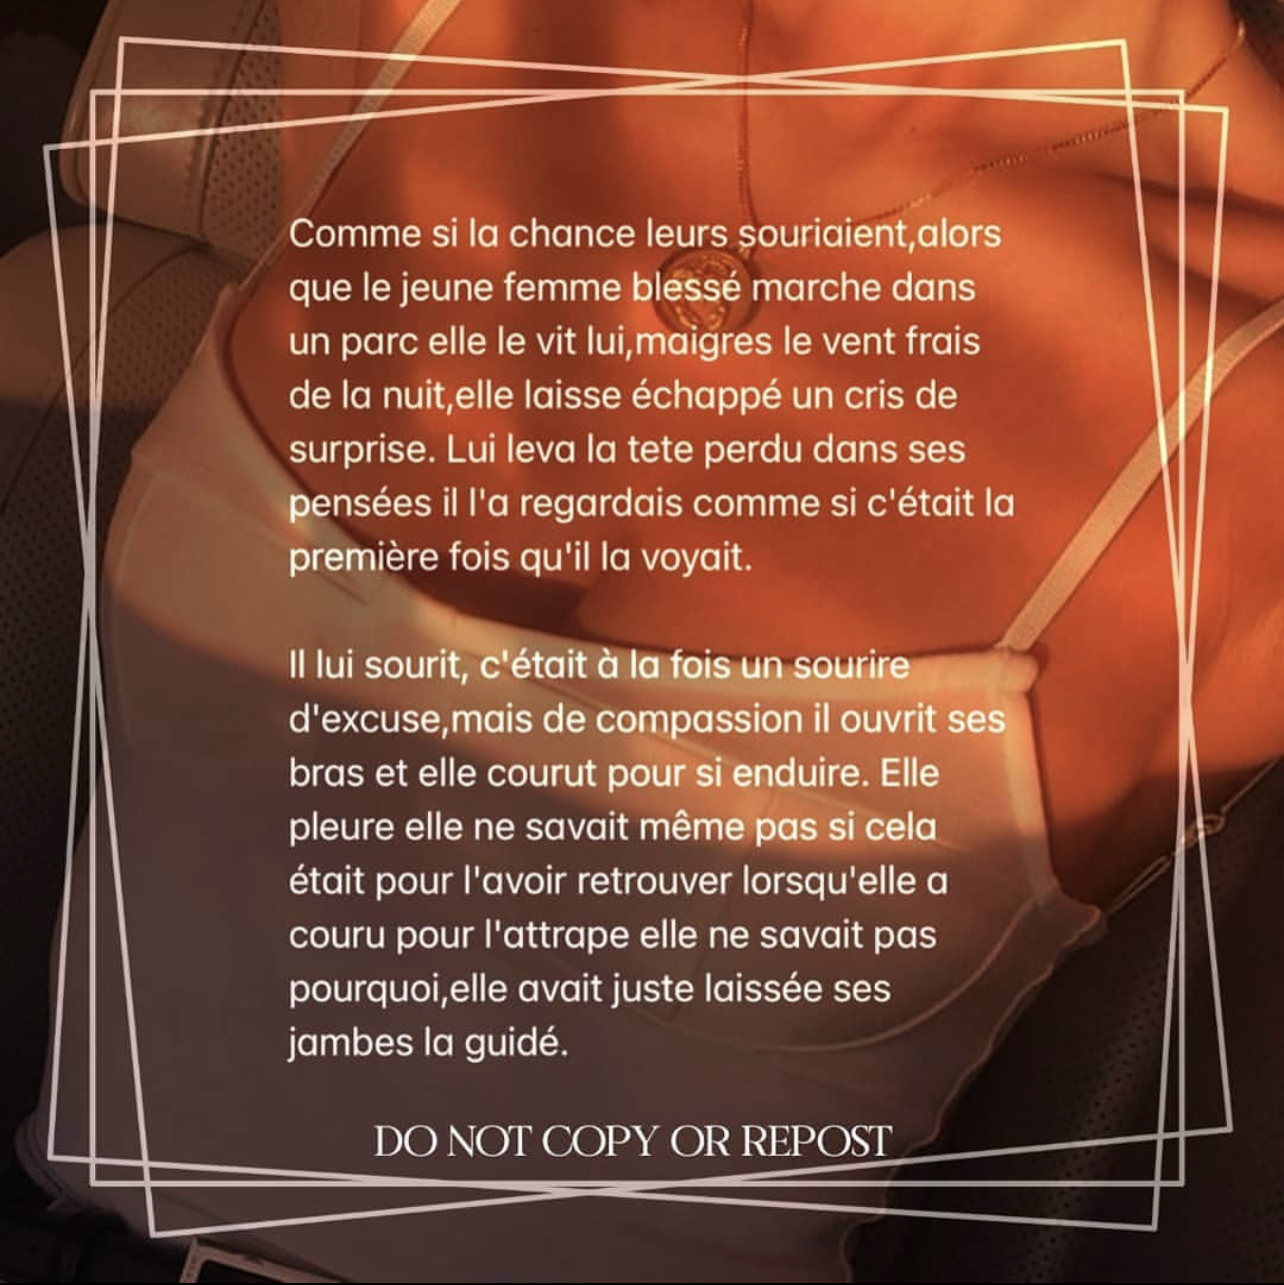 Comme si la chance leurs souriaient,alors
que le jeune femme blessé marche dans
un parc elle le vit lui,maigres le vent frais
de la nuit,elle laisse échappé un cris de
surprise. Lui leva la tete perdu dans ses
pensées il l'a regardais comme si c'était la
première fois qu'il la voyait.
Il lui sourit, c'était à la fois un sourire
d'excuse,mais de compassion il ouvrit ses
bras et elle courut pour si enduire. Elle
pleure elle ne savait même pas si cela
était pour l'avoir retrouver lorsqu'elle a
couru pour l'attrape elle ne savait pas
pourquoi,elle avait juste laissée ses
jambes la guidé.
DO NOT COPY OR REPOST